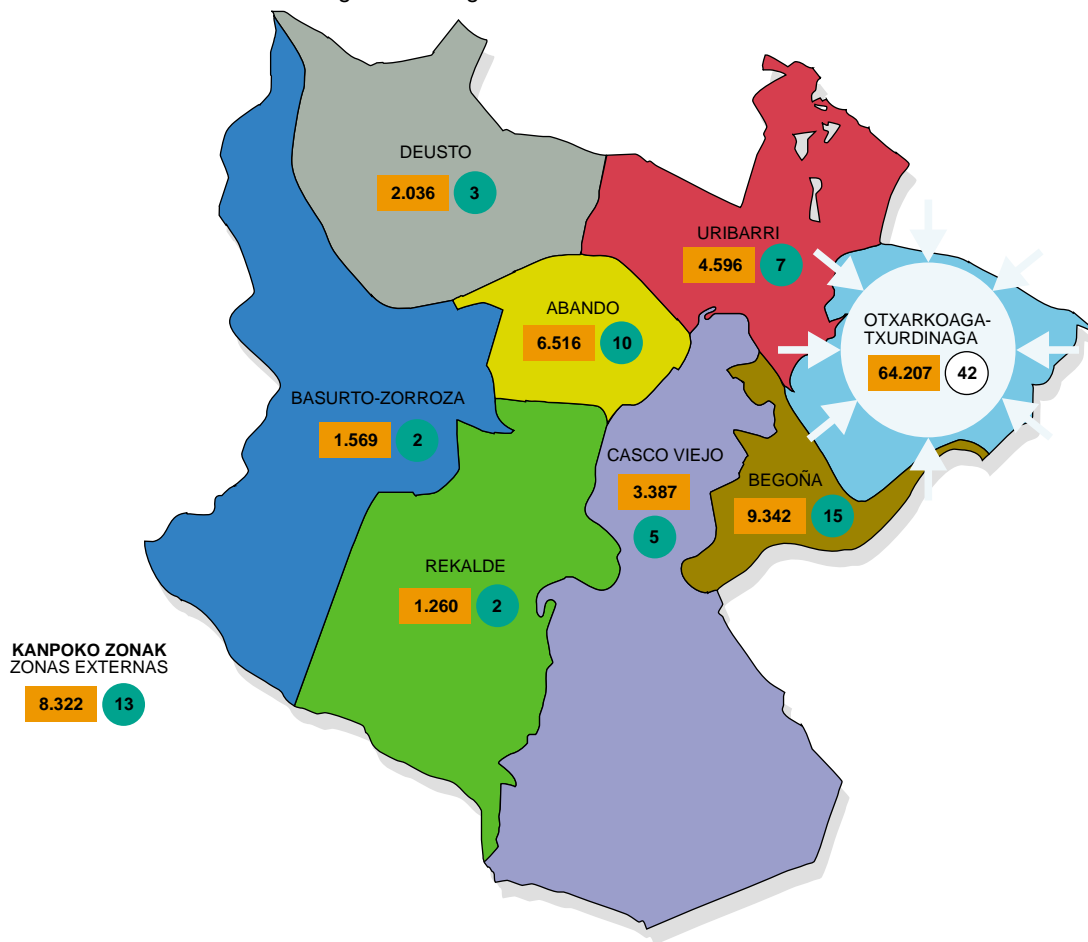 DEUSTO
2.036 3
URIBARRI
4.596 7
ABANDO
6.516 10
OTXARKOAGA-
TXURDINAGA
64.207 42
BASURTO-ZORROZA
1.569 2
CASCO VIEJO
3.387
5
BEGOÑA
9.342 15
REKALDE
1.260 2
KANPOKO ZONAK
ZONAS EXTERNAS
8.322 13